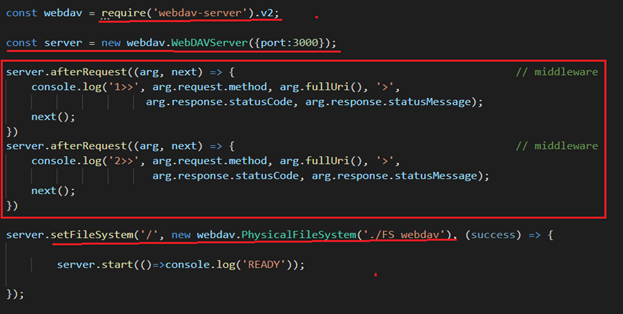 const webdav = require('webdav-server').v2;
const server = new webdav.WebDAVServer({port:3000});
server.afterRequest((arg, next) => { // middleware
console.log('1>>', arg.request.method, arg.fullUri(), '>',
arg.response.statusCode, arg.response.statusMessage);
next();
})
server.afterRequest((arg, next) => { // middleware
console.log('2>>', arg.request.method, arg.fullUri(), '>',
arg.response.statusCode, arg.response.statusMessage);
next();
})
server.setFileSystem('/', new webdav.PhysicalFileSystem('./FS webdav'), (success) => {
server.start(()=>console.log('READY'));
});